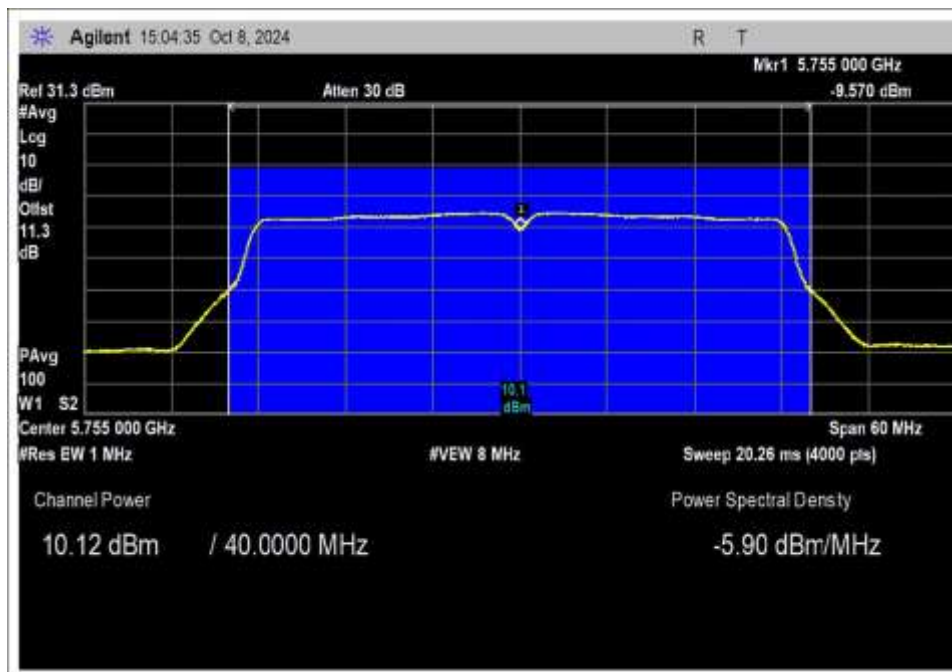 Agilent 15:04:35 Oct 8, 2024 R T
Mkr1 5.755 000 GHz
Ref 31.3 dBm Atten 30 dB -9.570 dBm
#Avg
Log
10
dB/
Offst
11.3
dB
1
PAvg
100
W1 S2
10.1
dBm
Center 5.755 000 GHz Span 60 MHz
#Res BW 1 MHz #VBW 8 MHz Sweep 20.26 ms (4000 pts)
Channel Power Power Spectral Density
10.12 dBm / 40.0000 MHz -5.90 dBm/MHz